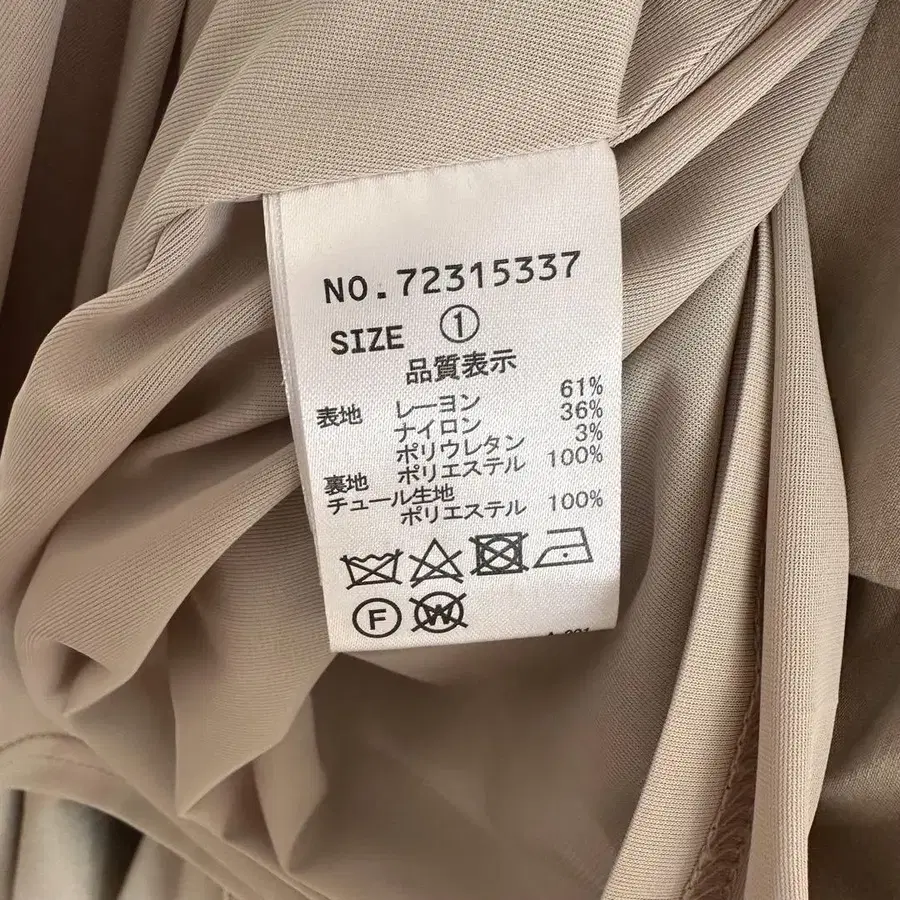 NO.72315337
SIZE ①
品質表示
表地 レーヨン 61%
ナイロン 36%
ポリウレタン 3%
裏地 ポリエステル 100%
チュール生地
ポリエステル 100%
F W